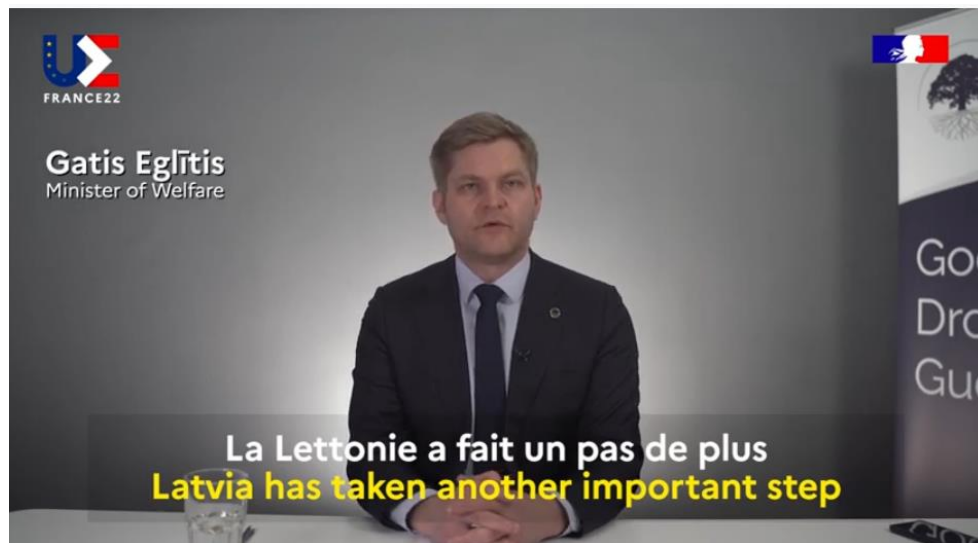 FRANCE22
Gatis Eglītis
Minister of Welfare
La Lettonie a fait un pas de plus
Latvia has taken another important step